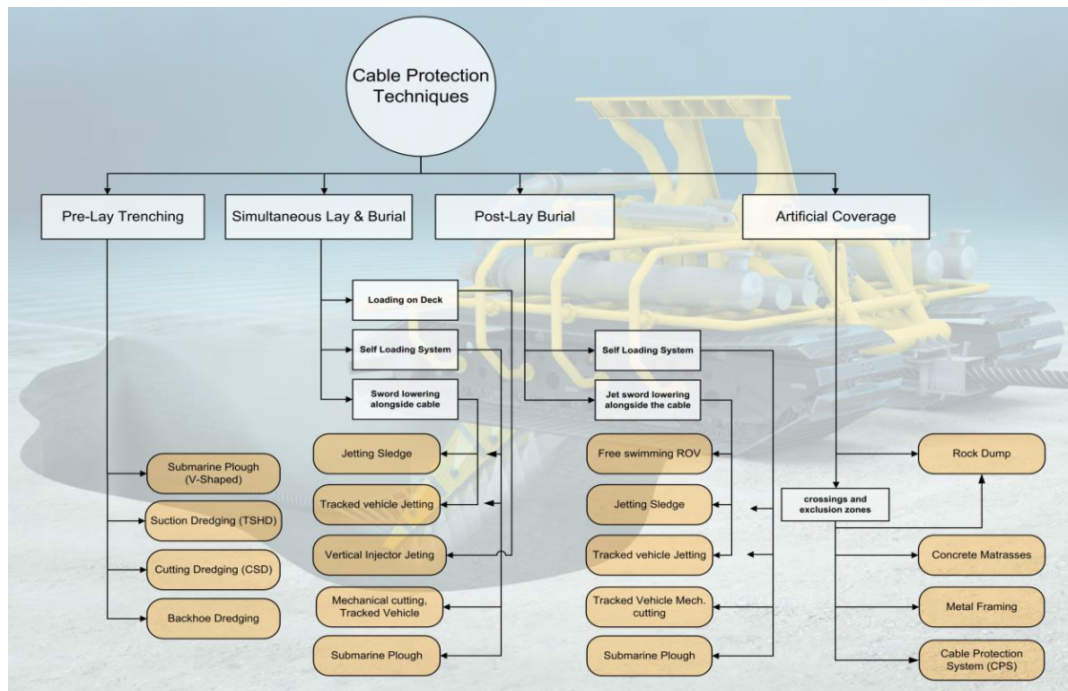 Cable Protection
Techniques
Pre-Lay Trenching
Simultaneous Lay & Burial
Post-Lay Burial
Artificial Coverage
Loading on Deck
Self Loading System
Sword lowering
alongside cable
Self Loading System
Jet sword lowering
alongside the cable
Submarine Plough
(V-Shaped)
Suction Dredging (TSHD)
Cutting Dredging (CSD)
Backhoe Dredging
Jetting Sledge
Tracked vehicle Jetting
Vertical Injector Jeting
Mechanical cutting,
Tracked Vehicle
Submarine Plough
Free swimming ROV
Jetting Sledge
Tracked vehicle Jetting
Tracked Vehicle Mech.
cutting
Submarine Plough
crossings and
exclusion zones
Rock Dump
Concrete Matrasses
Metal Framing
Cable Protection
System (CPS)